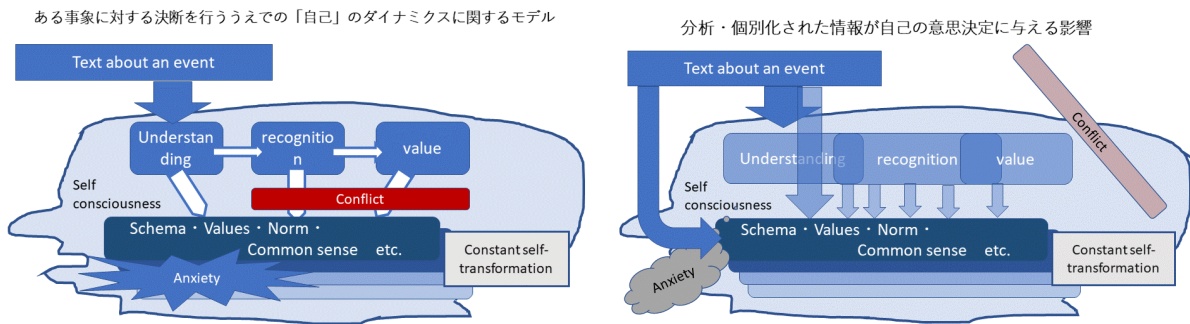 ある事象に対する決断を行ううえでの「自己」のダイナミクスに関するモデル
Text about an event
Understan
ding
recognitio
n
value
Self
consciousness
Conflict
Schema・Values・Norm・
Common sense etc.
Anxiety
Constant self-
transformation
分析・個別化された情報が自己の意思決定に与える影響
Text about an event
Conflict
Understanding
recognition
value
Self
consciousness
Schema・Values・Norm・
Common sense etc.
Anxiety
Constant self-
transformation